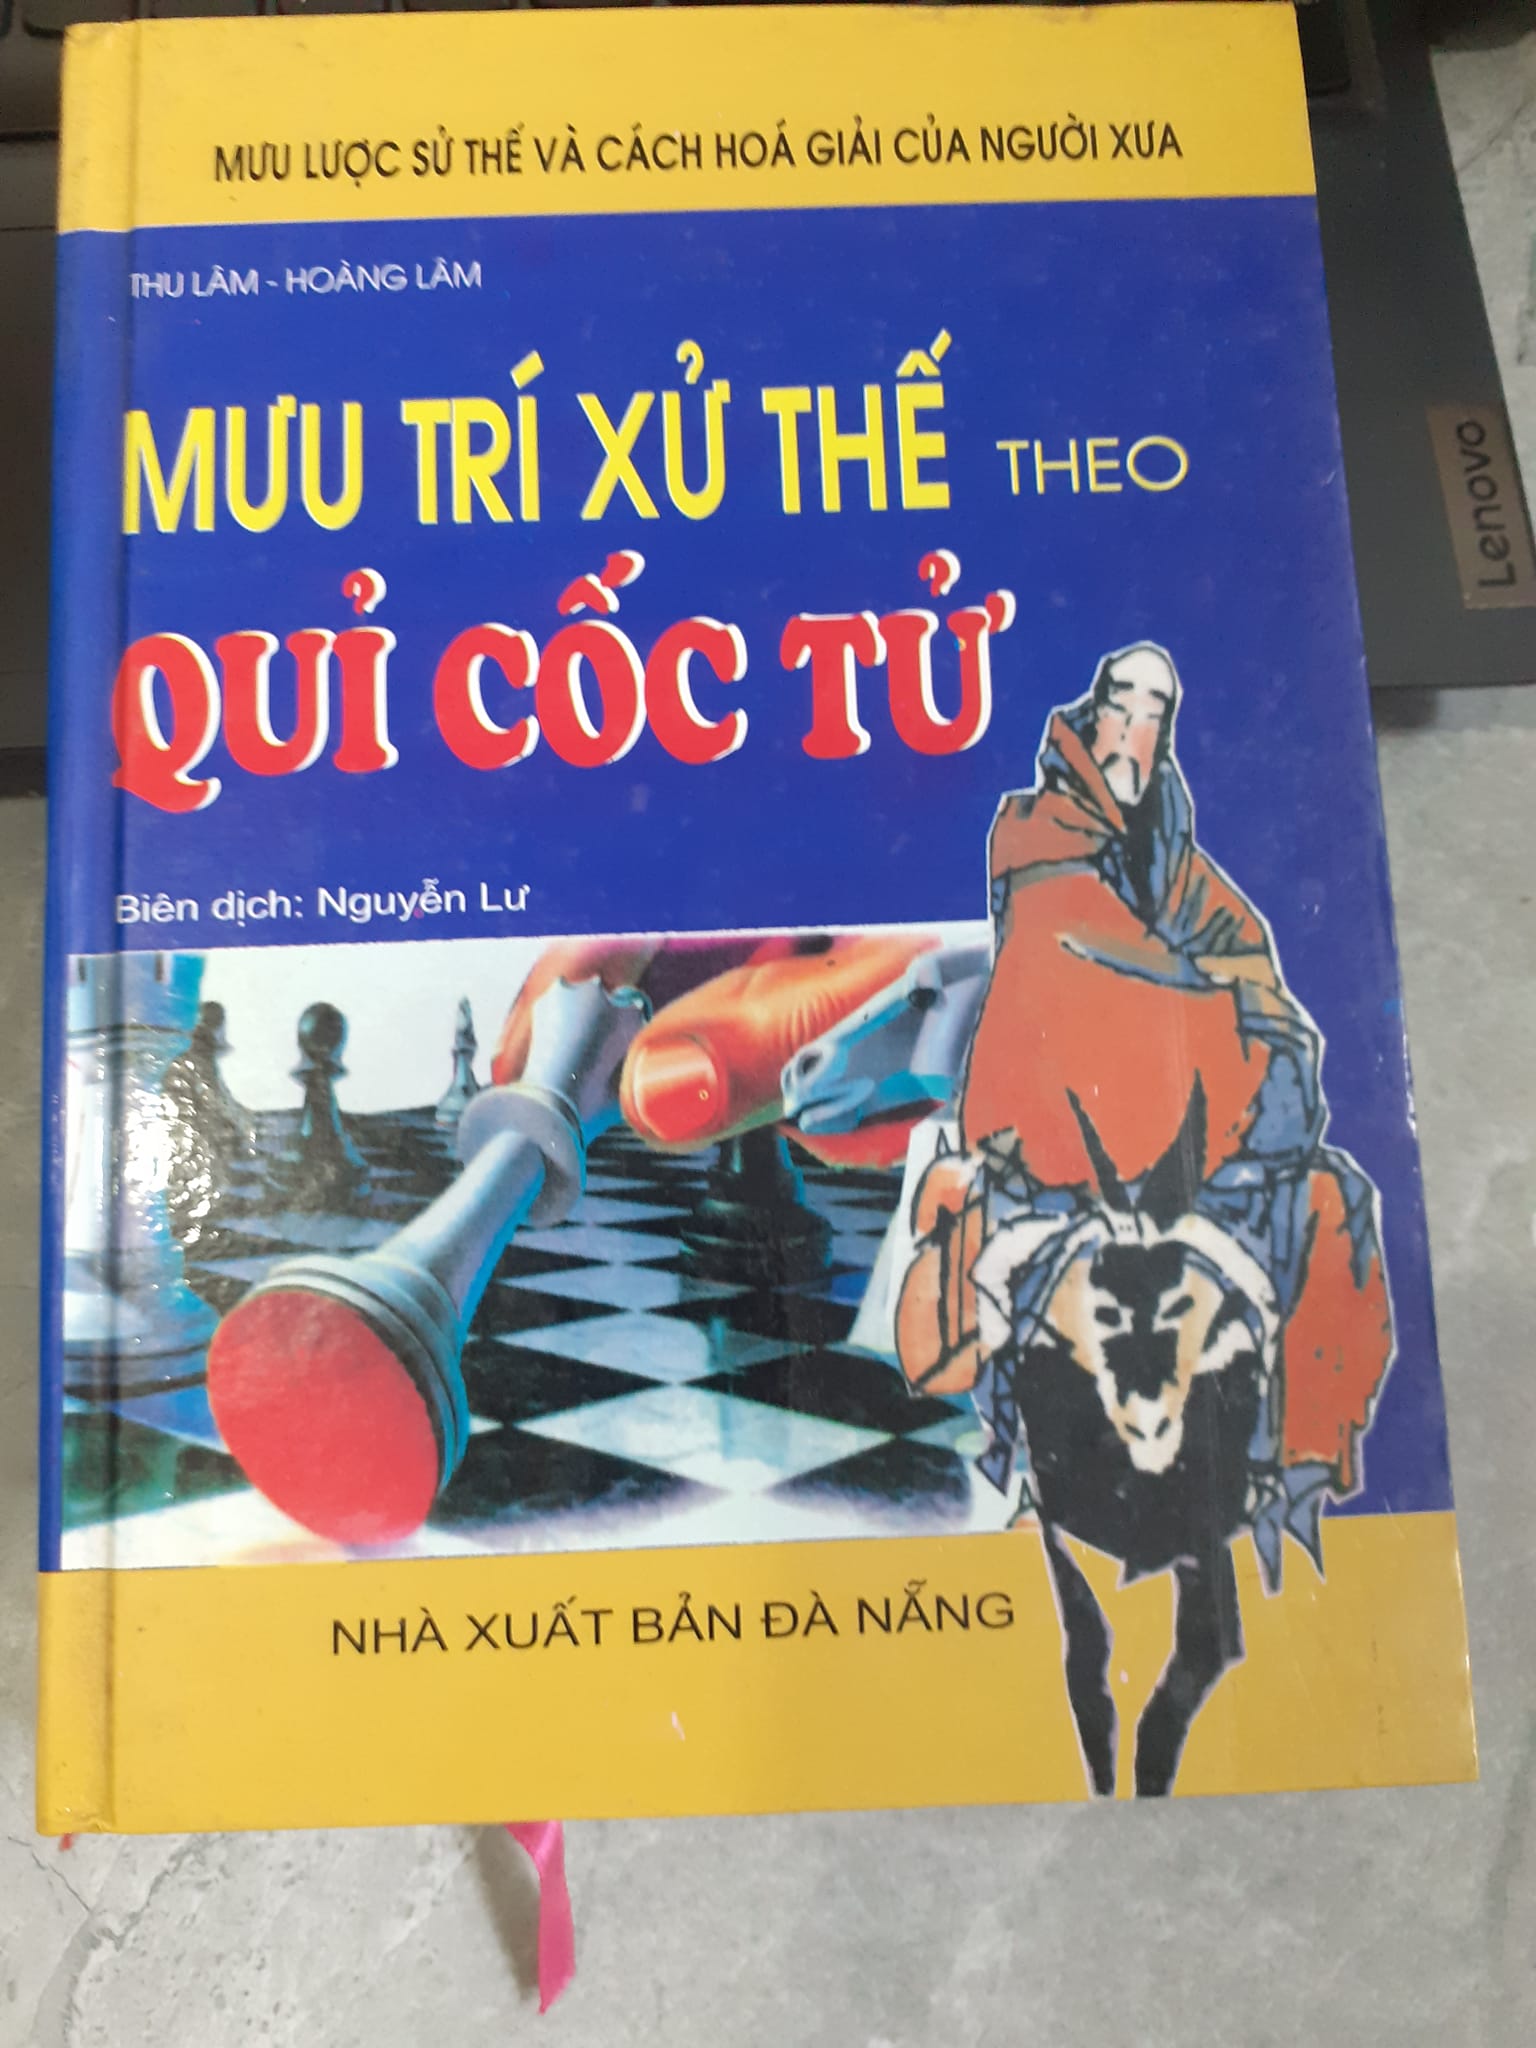 MƯU LƯỢC SỬ THẾ VÀ CÁCH HOÁ GIẢI CỦA NGƯỜI XƯA
THU LÂM - HOÀNG LÂM
MƯU TRÍ XỬ THẾ THEO
QUỈ CỐC TỬ
Biên dịch: Nguyễn Lư
NHÀ XUẤT BẢN ĐÀ NẴNG
Lenovo